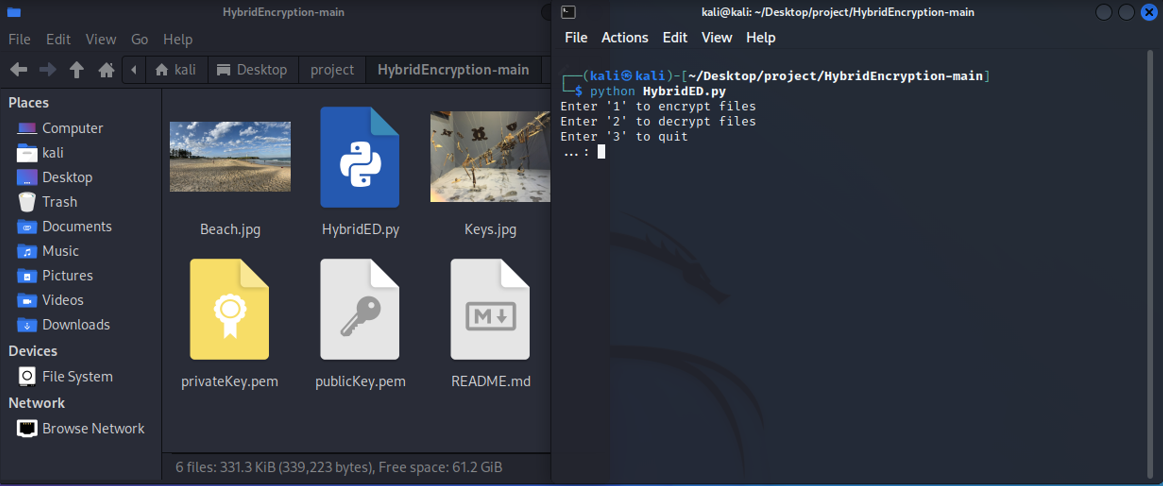 HybridEncryption-main
File Edit View Go Help
kali Desktop project HybridEncryption-main
Places
Computer
kali
Desktop
Trash
Documents
Music
Pictures
Videos
Downloads
Devices
File System
Network
Browse Network
Beach.jpg HybridED.py Keys.jpg
M
privateKey.pem publicKey.pem README.md
6 files: 331.3 KiB (339,223 bytes), Free space: 61.2 GiB
kali@kali: ~/Desktop/project/HybridEncryption-main
File Actions Edit View Help
┌──(kali㉿kali)-[~/Desktop/project/HybridEncryption-main]
└─$ python HybridED.py
Enter '1' to encrypt files
Enter '2' to decrypt files
Enter '3' to quit
...: